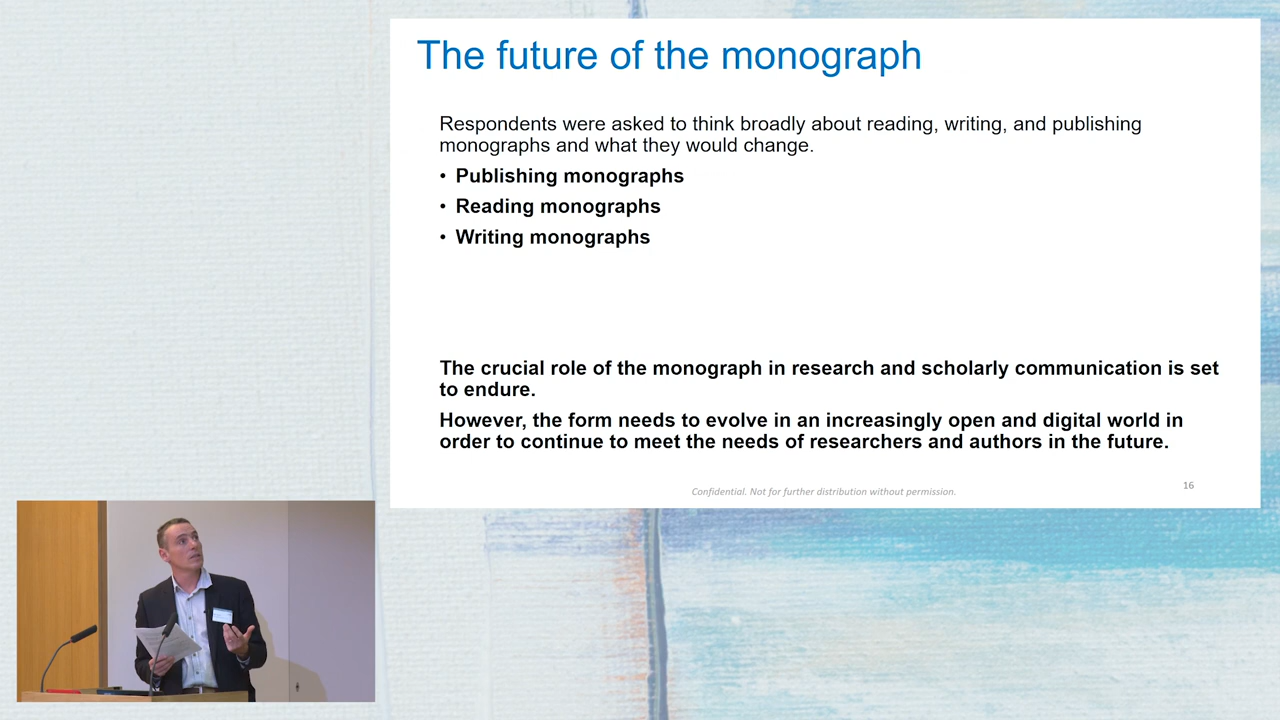 The future of the monograph
Respondents were asked to think broadly about reading, writing, and publishing
monographs and what they would change.
• Publishing monographs
• Reading monographs
• Writing monographs
The crucial role of the monograph in research and scholarly communication is set
to endure.
However, the form needs to evolve in an increasingly open and digital world in
order to continue to meet the needs of researchers and authors in the future.
Confidential. Not for further distribution without permission.
16